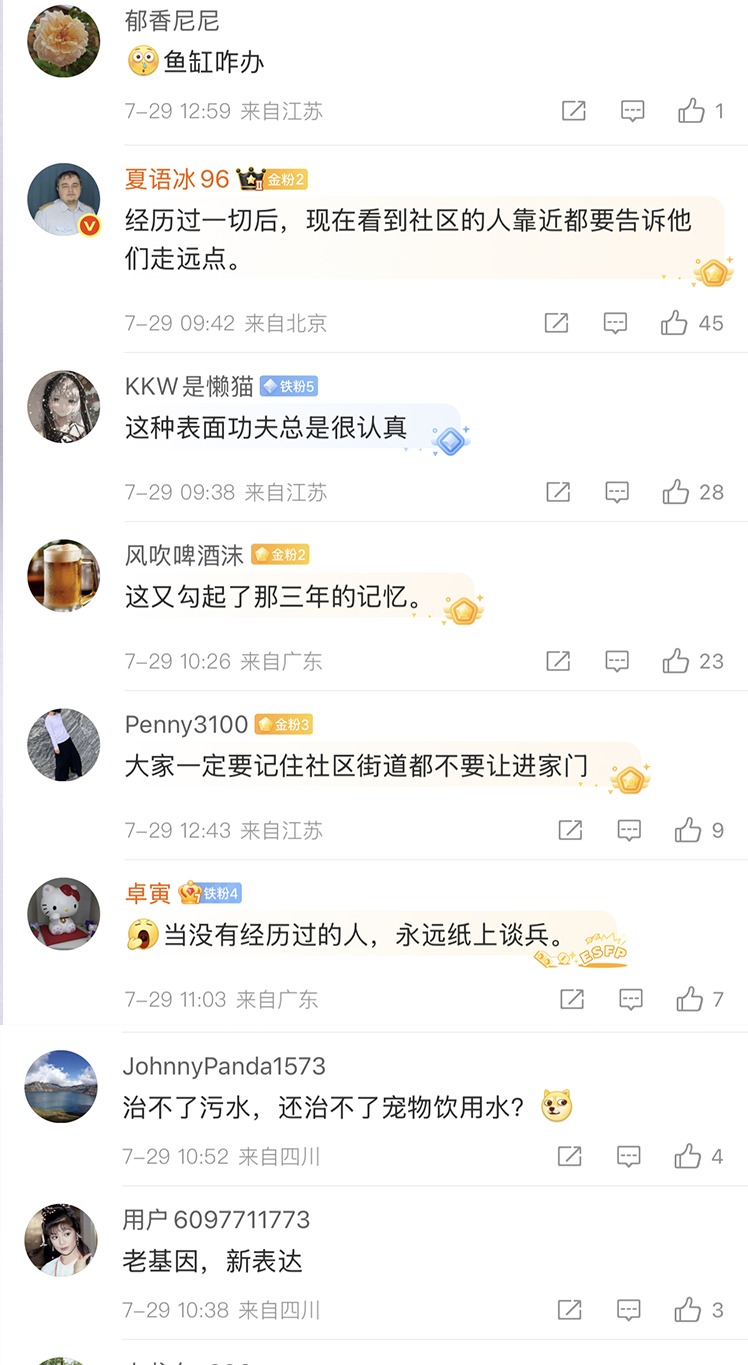 郁香尼尼
鱼缸咋办
7-29 12:59 来自江苏
1
夏语冰96 II 金粉2
经历过一切后，现在看到社区的人靠近都要告诉他
们走远点。
7-29 09:42 来自北京
45
KKW是懒猫 铁粉5
这种表面功夫总是很认真
7-29 09:38 来自江苏
28
风吹啤酒沫 金粉2
这又勾起了那三年的记忆。
7-29 10:26 来自广东
23
Penny3100 金粉3
大家一定要记住社区街道都不要让进家门
7-29 12:43 来自江苏
9
卓寅 铁粉4
当没有经历过的人，永远纸上谈兵。
ESFP
7-29 11:03 来自广东
7
JohnnyPanda1573
治不了污水，还治不了宠物饮用水？
7-29 10:52 来自四川
4
用户6097711773
老基因，新表达
7-29 10:38 来自四川
3